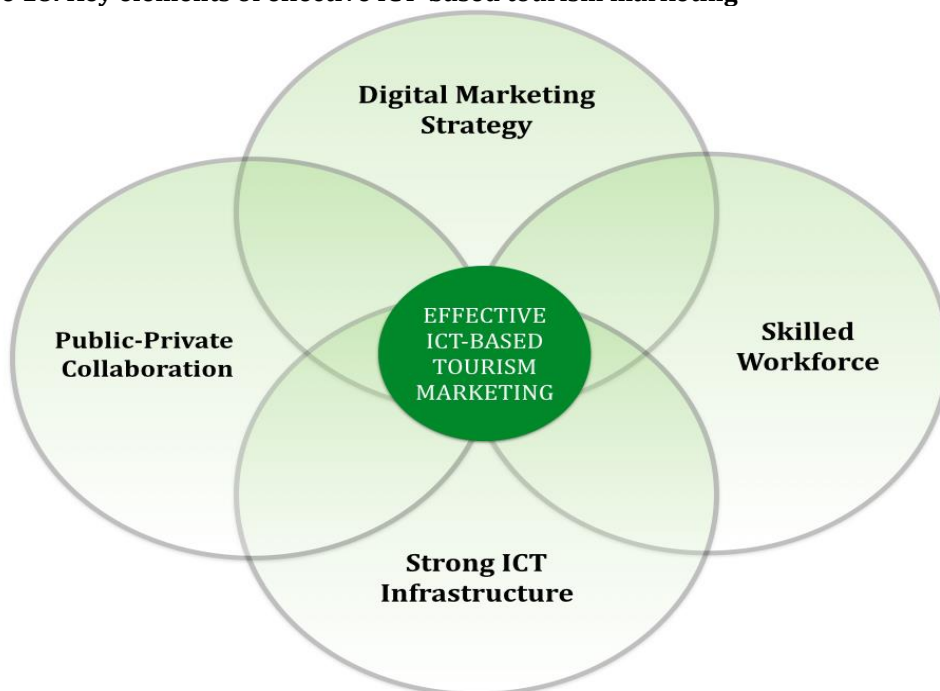 Key elements of effective ICT-based tourism marketing
Digital Marketing
Strategy
Public-Private
Collaboration
EFFECTIVE
ICT-BASED
TOURISM
MARKETING
Skilled
Workforce
Strong ICT
Infrastructure